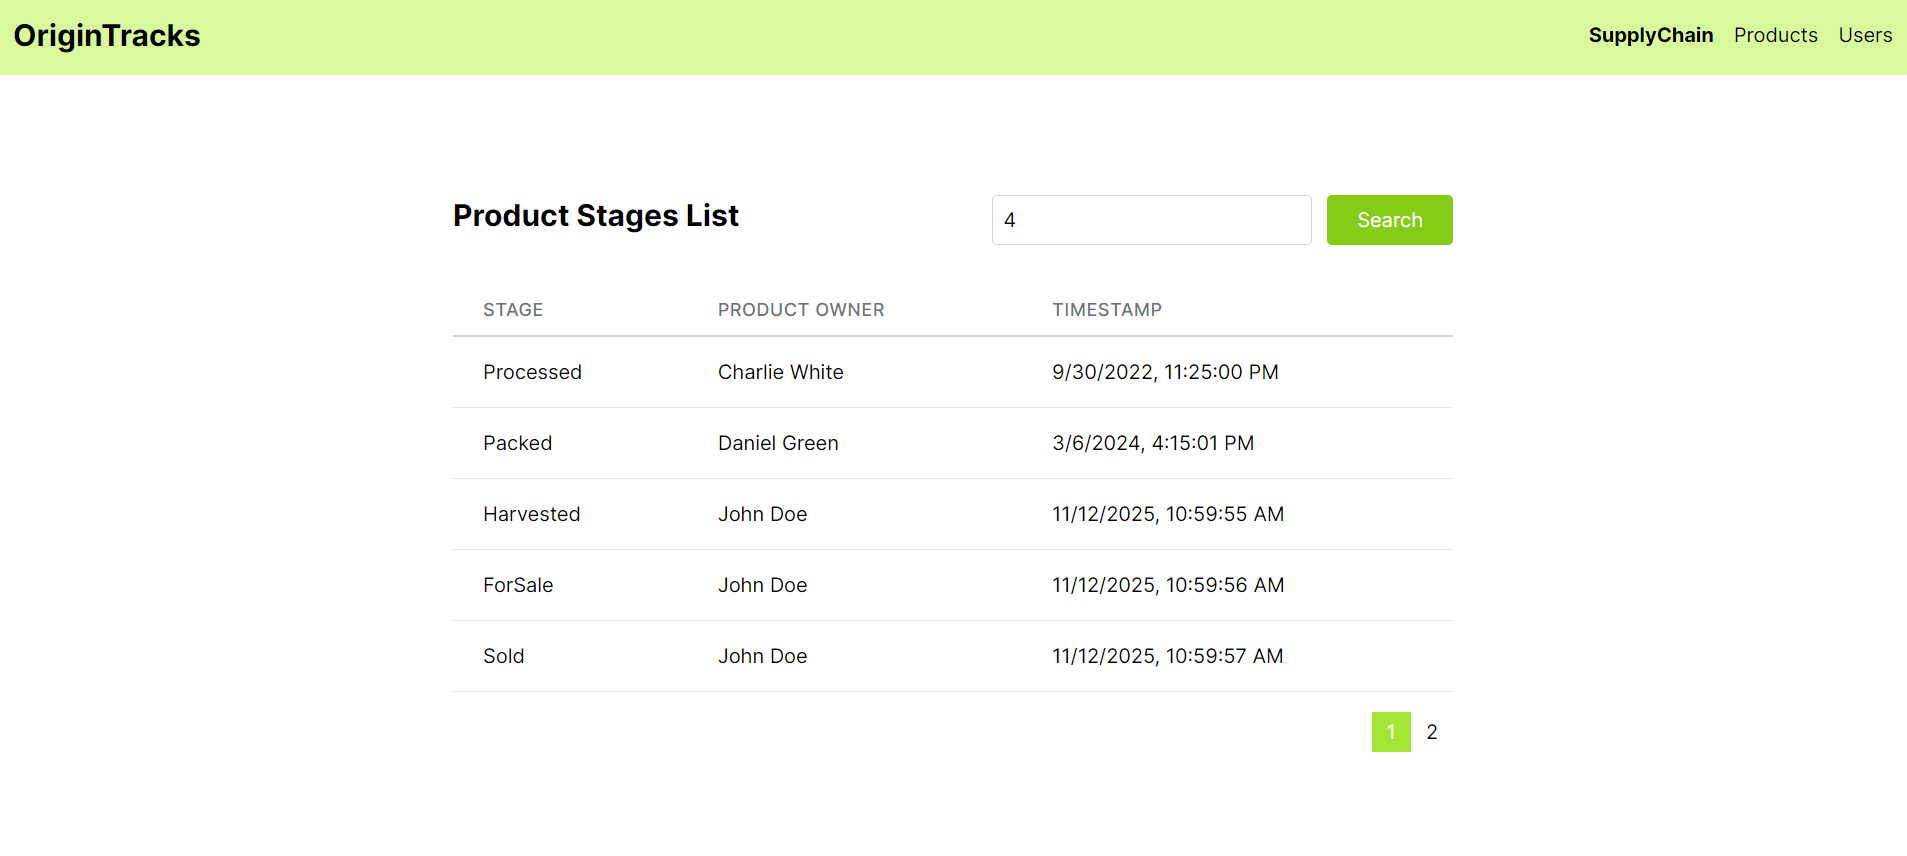 OriginTracks SupplyChain Products Users
Product Stages List 4 Search
STAGE PRODUCT OWNER TIMESTAMP
Processed Charlie White 9/30/2022, 11:25:00 PM
Packed Daniel Green 3/6/2024, 4:15:01 PM
Harvested John Doe 11/12/2025, 10:59:55 AM
ForSale John Doe 11/12/2025, 10:59:56 AM
Sold John Doe 11/12/2025, 10:59:57 AM
1 2